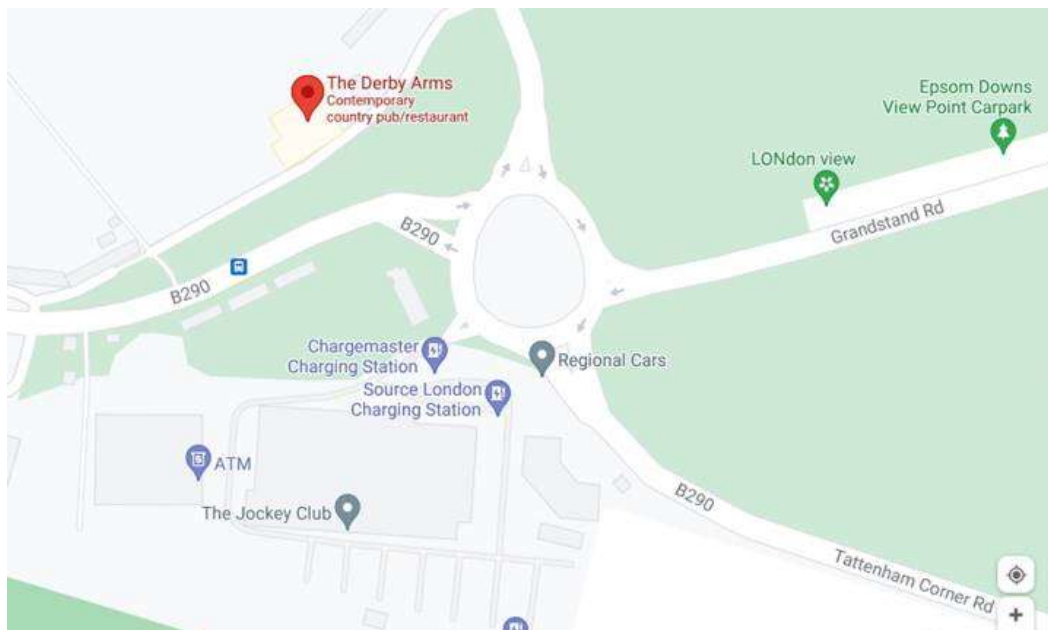 The Derby Arms
Contemporary
country pub/restaurant
Epsom Downs
View Point Carpark
LONdon view
Grandstand Rd
B290
B290
Chargemaster
Charging Station
Regional Cars
Source London
Charging Station
ATM
B290
The Jockey Club
Tattenham Corner Rd